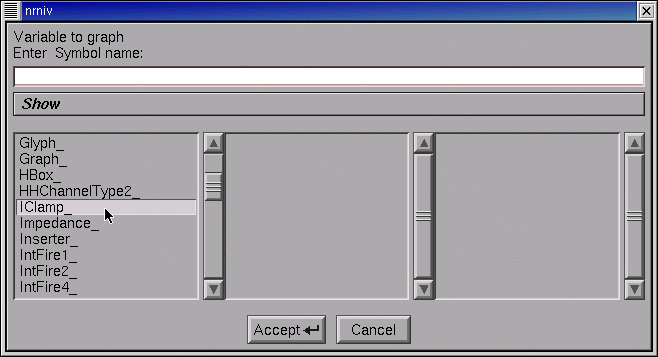 nrniv
Variable to graph
Enter Symbol name:
Show
Glyph_
Graph_
HBox_
HHChannelType2_
IClamp_
Impedance_
Inserter_
IntFire1_
IntFire2_
IntFire4_
Accept
Cancel